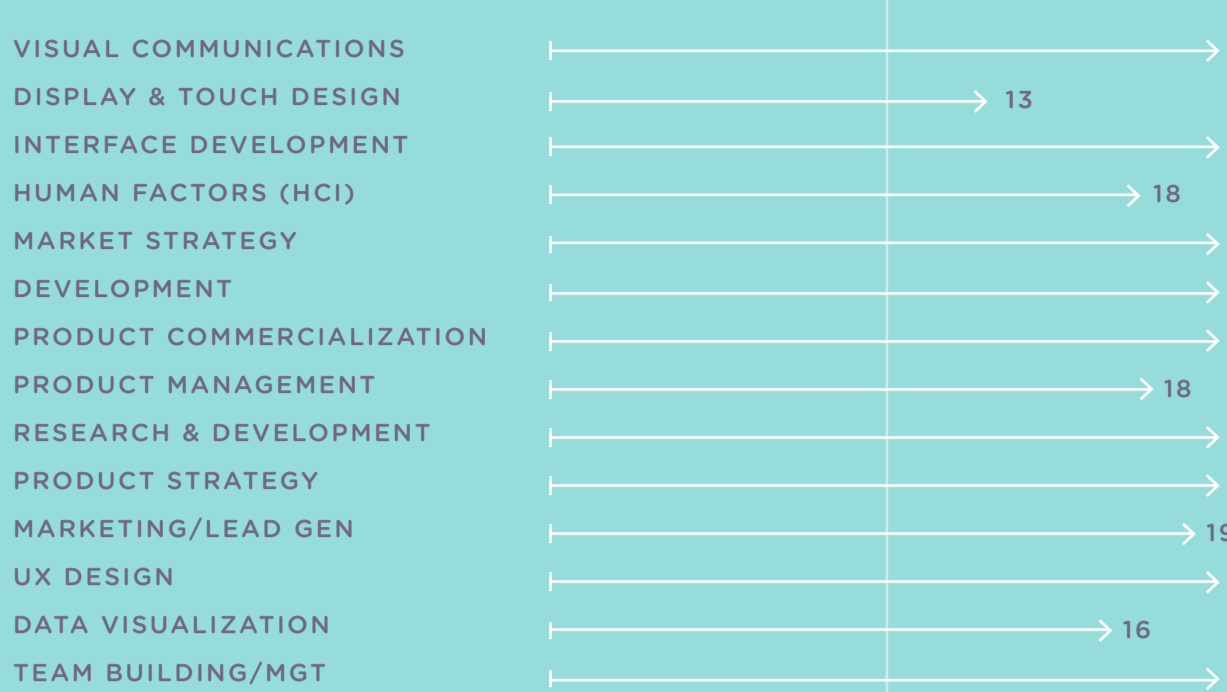 VISUAL COMMUNICATIONS
DISPLAY & TOUCH DESIGN 13
INTERFACE DEVELOPMENT
HUMAN FACTORS (HCI) 18
MARKET STRATEGY
DEVELOPMENT
PRODUCT COMMERCIALIZATION
PRODUCT MANAGEMENT 18
RESEARCH & DEVELOPMENT
PRODUCT STRATEGY
MARKETING/LEAD GEN 19
UX DESIGN
DATA VISUALIZATION 16
TEAM BUILDING/MGT